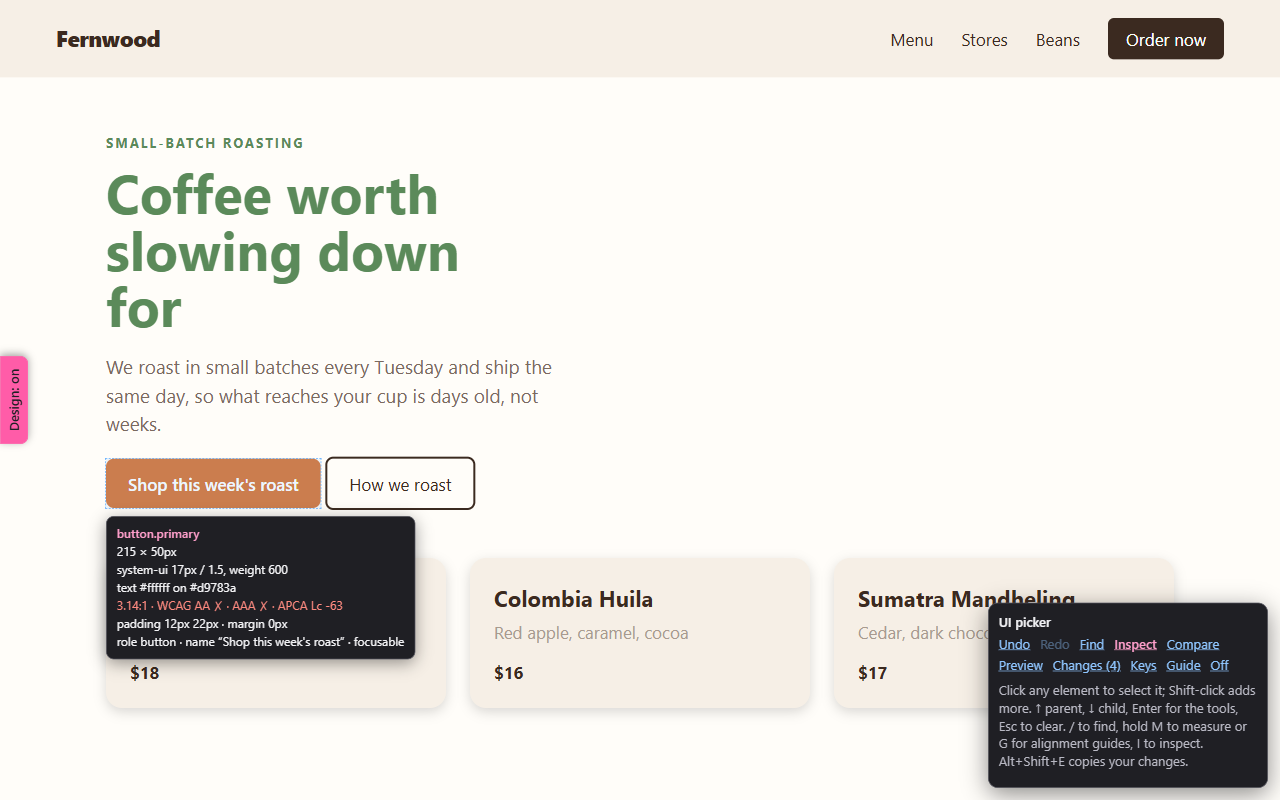 Fernwood
Menu Stores Beans Order now
SMALL-BATCH ROASTING
Coffee worth
slowing down
for
We roast in small batches every Tuesday and ship the
same day, so what reaches your cup is days old, not
weeks.
Design: on
Shop this week's roast How we roast
button.primary
215 × 50px
system-ui 17px / 1.5, weight 600
text #ffffff on #d9783a
3.14:1 · WCAG AA ✗ · AAA ✗ · APCA Lc -63
padding 12px 22px · margin 0px
role button · name “Shop this week's roast” · focusable
$18
Colombia Huila
Red apple, caramel, cocoa
$16
Sumatra Mandheling
Cedar, dark choco
$17
UI picker
Undo Redo Find Inspect Compare
Preview Changes (4) Keys Guide Off
Click any element to select it; Shift-click adds
more. ↑ parent, ↓ child, Enter for the tools,
Esc to clear. / to find, hold M to measure or
G for alignment guides, I to inspect.
Alt+Shift+E copies your changes.